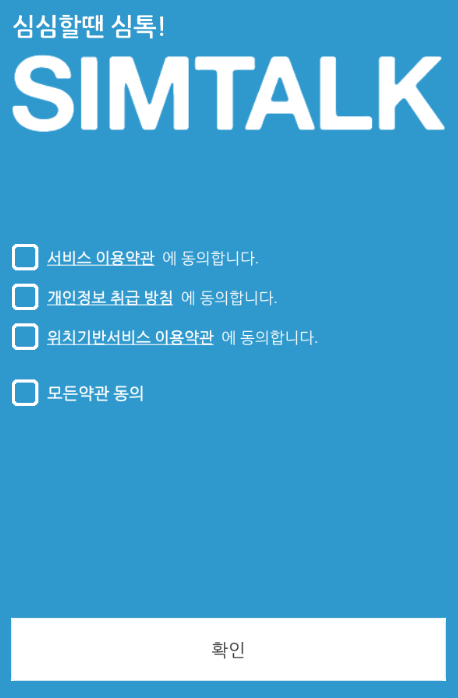 심심할땐 심톡!
SIMTALK
서비스 이용약관 에 동의합니다.
개인정보 취급 방침 에 동의합니다.
위치기반서비스 이용약관 에 동의합니다.
모든약관 동의
확인